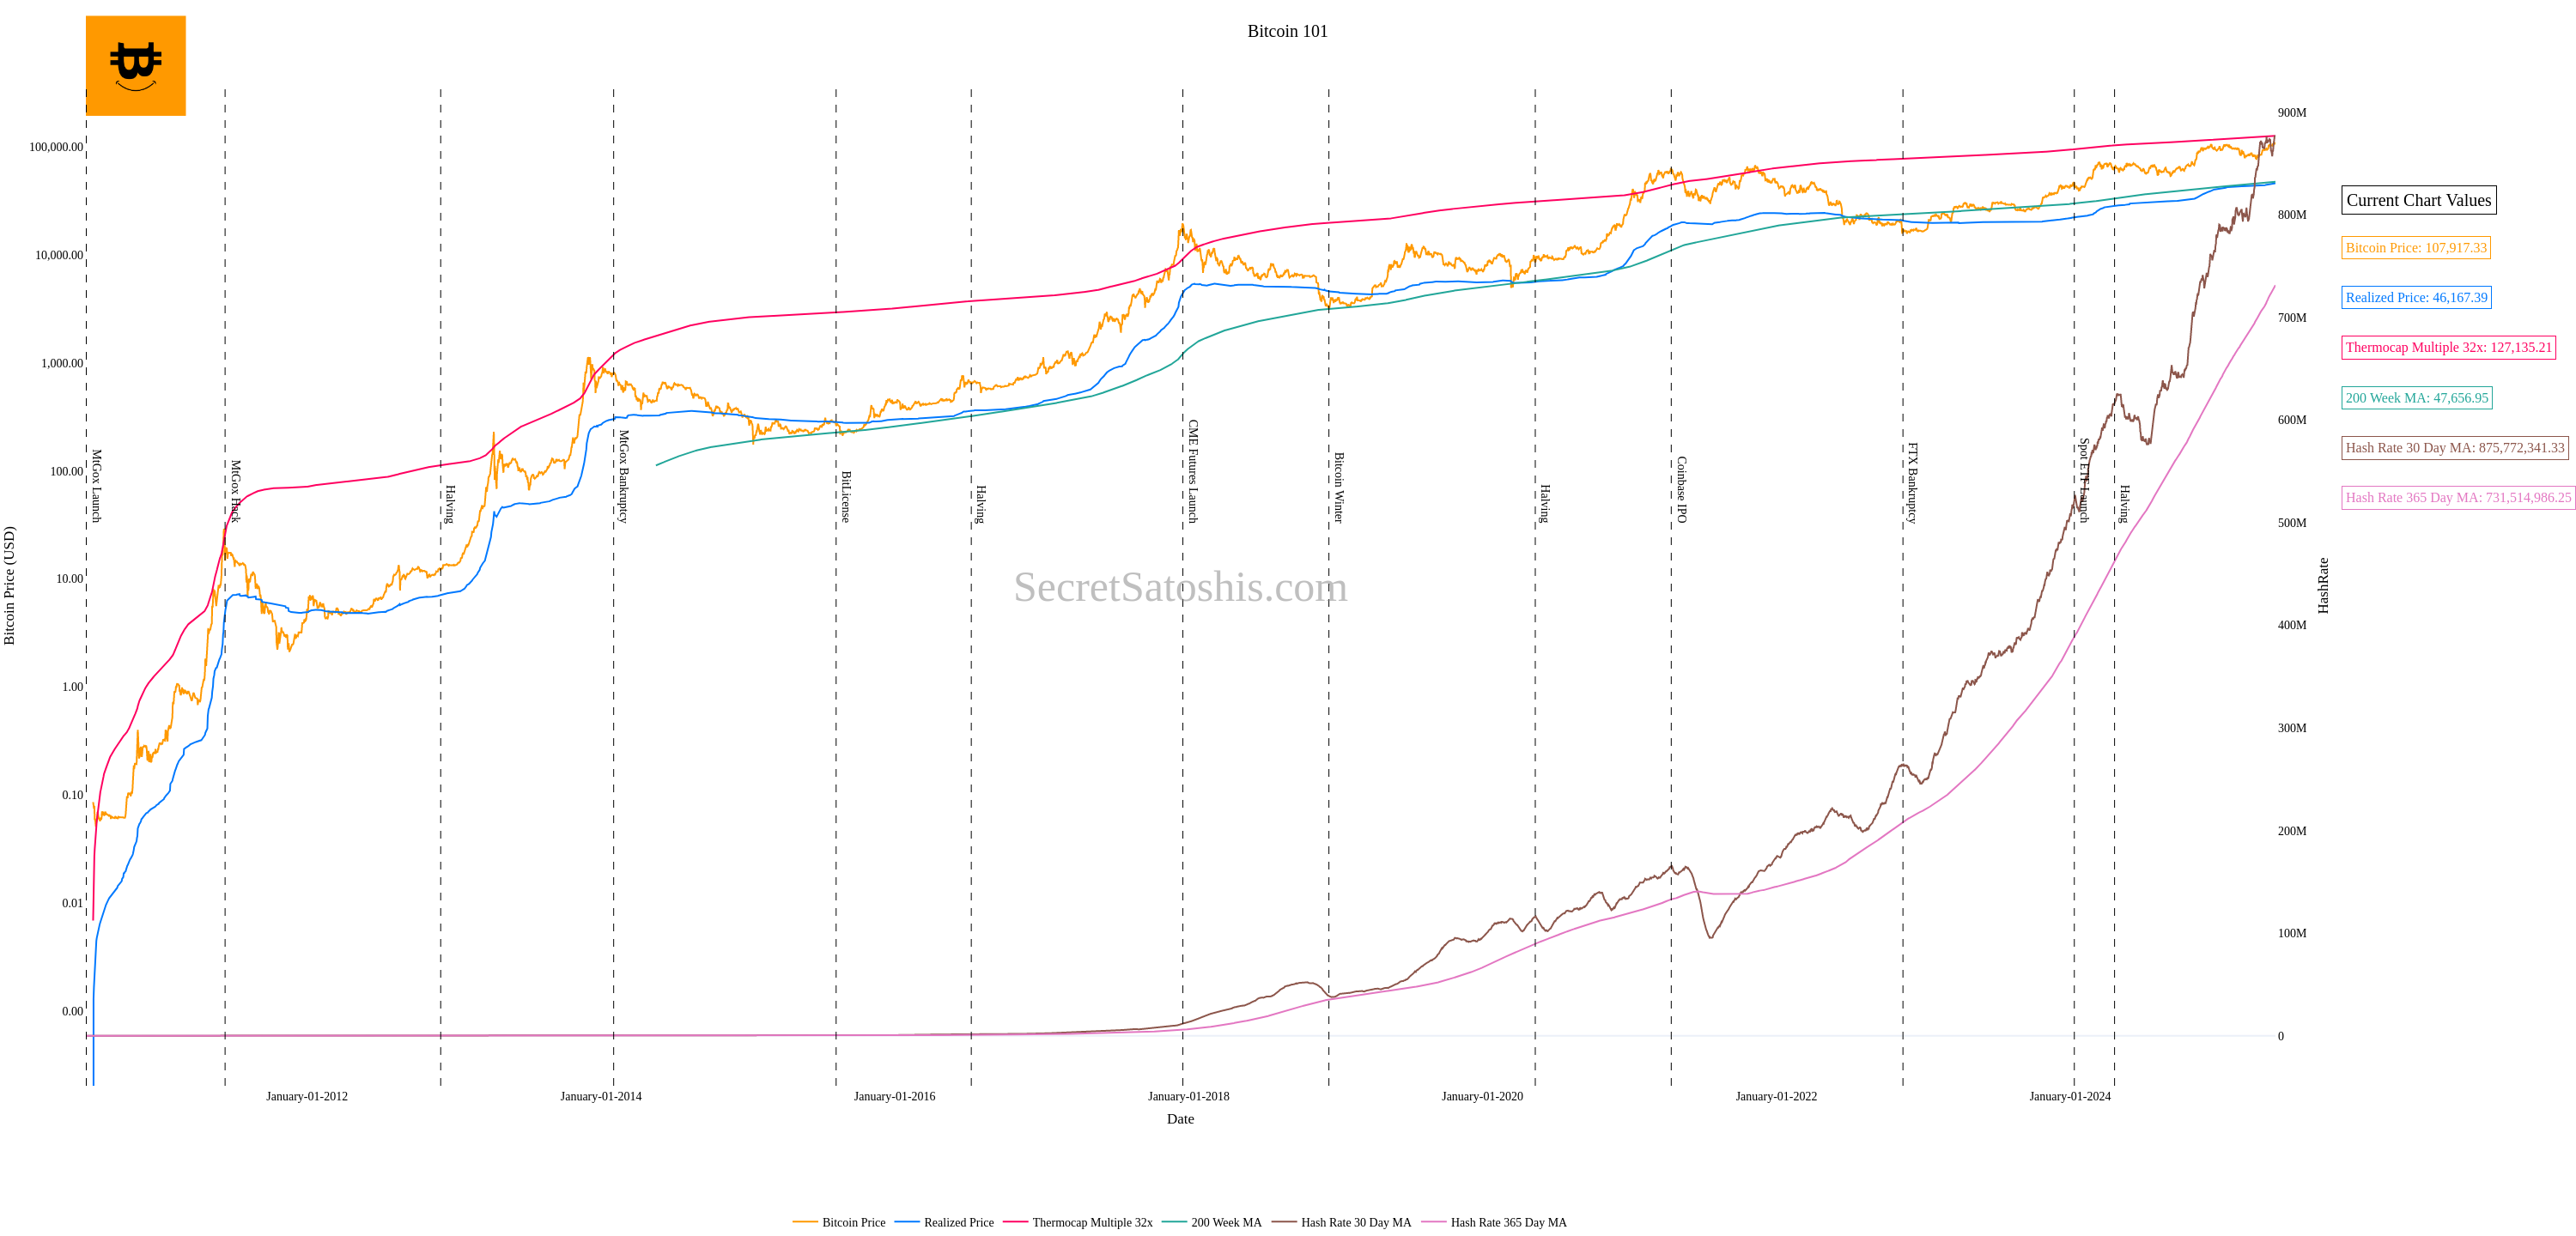 Bitcoin 101
900M
100,000.00
800M
10,000.00
700M
1,000.00
600M
100.00
500M
10.00
400M
1.00
300M
0.10
200M
0.01
100M
0.00
0
Bitcoin Price (USD)
HashRate
MtGox Launch
MtGox Hack
Halving
MtGox Bankruptcy
BitLicense
Halving
CME Futures Launch
Bitcoin Winter
Halving
Coinbase IPO
FTX Bankruptcy
Spot ETF Launch
Halving
SecretSatoshis.com
January-01-2012
January-01-2014
January-01-2016
January-01-2018
January-01-2020
January-01-2022
January-01-2024
Date
Current Chart Values
Bitcoin Price: 107,917.33
Realized Price: 46,167.39
Thermocap Multiple 32x: 127,135.21
200 Week MA: 47,656.95
Hash Rate 30 Day MA: 875,772,341.33
Hash Rate 365 Day MA: 731,514,986.25
Bitcoin Price
Realized Price
Thermocap Multiple 32x
200 Week MA
Hash Rate 30 Day MA
Hash Rate 365 Day MA